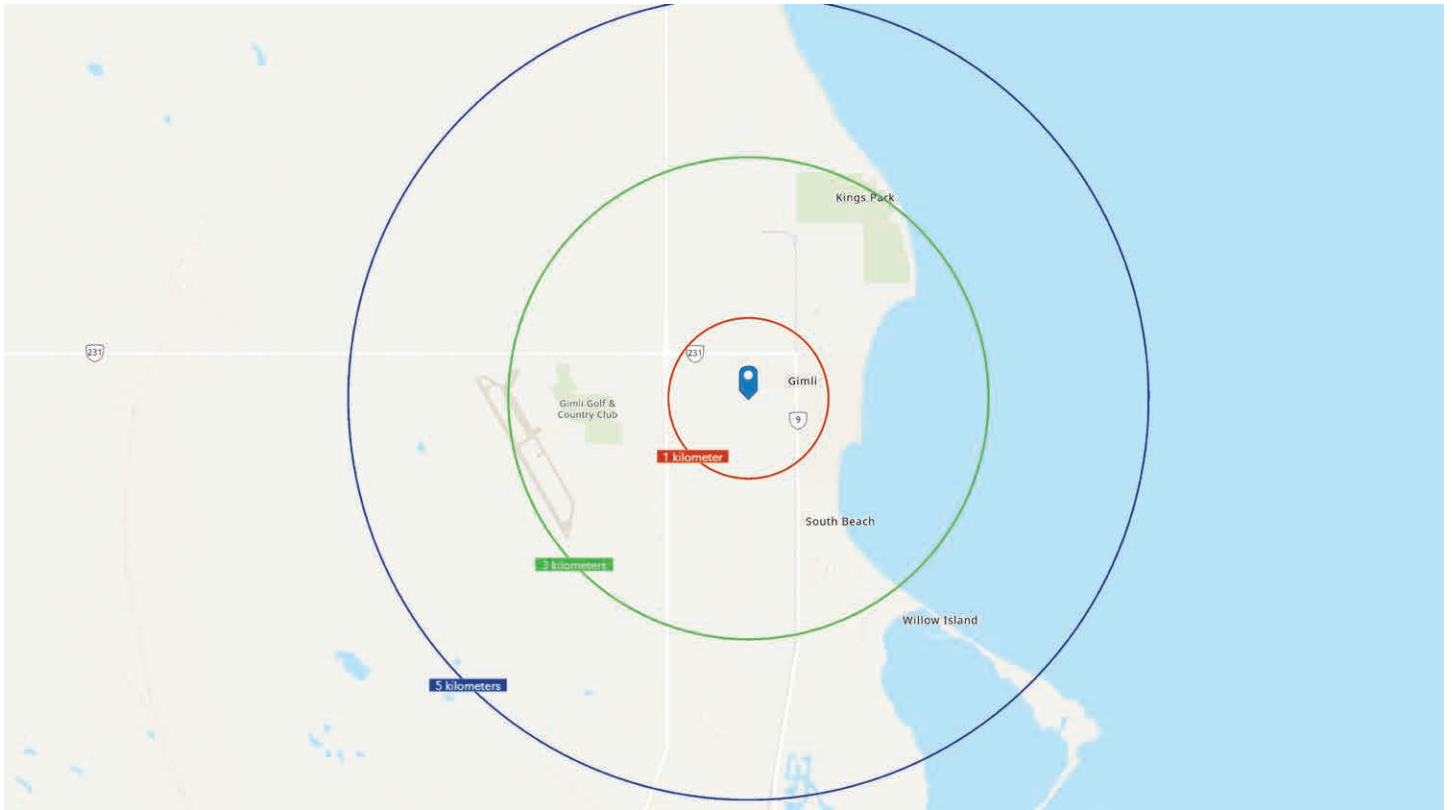 Kings Park
231
231
Gimli
Gimli Golf &
Country Club
9
1 kilometer
South Beach
3 kilometers
Willow Island
5 kilometers